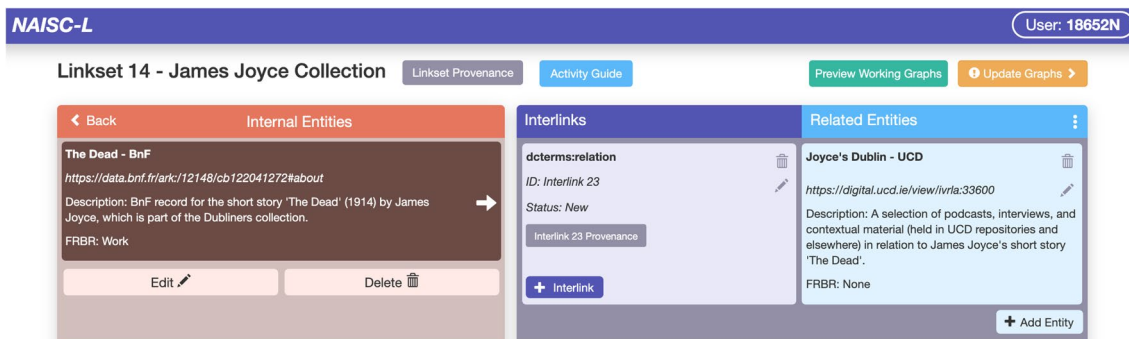 NAISC-L
User: 18652N
Linkset 14 - James Joyce Collection
Linkset Provenance
Activity Guide
Preview Working Graphs
Update Graphs
Back
Internal Entities
The Dead - BnF
https://data.bnf.fr/ark:/12148/cb122041272#about
Description: BnF record for the short story 'The Dead' (1914) by James
Joyce, which is part of the Dubliners collection.
FRBR: Work
Edit
Delete
Interlinks
dcterms:relation
ID: Interlink 23
Status: New
Interlink 23 Provenance
+ Interlink
Related Entities
Joyce's Dublin - UCD
https://digital.ucd.ie/view/ivrla:33600
Description: A selection of podcasts, interviews, and
contextual material (held in UCD repositories and
elsewhere) in relation to James Joyce's short story
'The Dead'.
FRBR: None
+ Add Entity